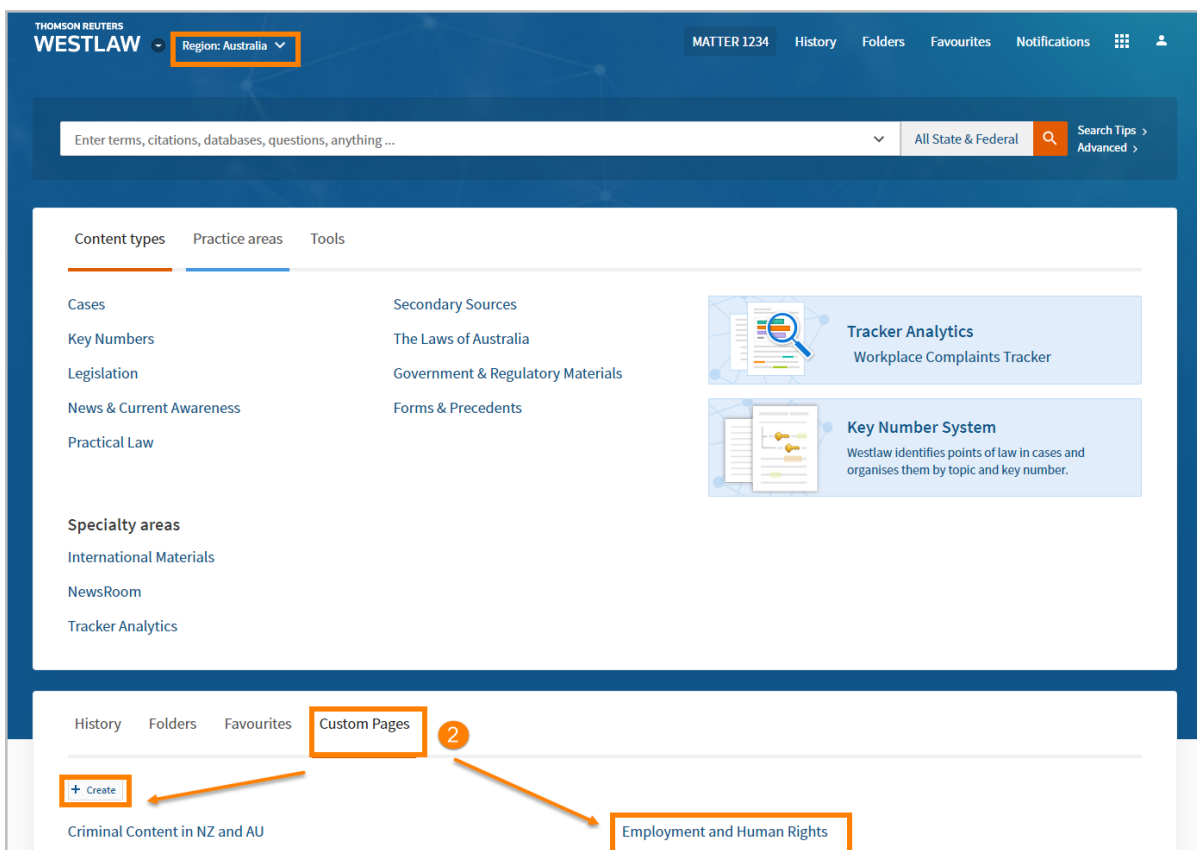 THOMSON REUTERS
WESTLAW
Region: Australia
MATTER 1234 History Folders Favourites Notifications
Enter terms, citations, databases, questions, anything ...
All State & Federal
Search Tips >
Advanced >
Content types Practice areas Tools
Cases
Key Numbers
Legislation
News & Current Awareness
Practical Law
Secondary Sources
The Laws of Australia
Government & Regulatory Materials
Forms & Precedents
Tracker Analytics
Workplace Complaints Tracker
Key Number System
Westlaw identifies points of law in cases and
organises them by topic and key number.
Specialty areas
International Materials
NewsRoom
Tracker Analytics
History Folders Favourites Custom Pages
2
+ Create
Criminal Content in NZ and AU
Employment and Human Rights